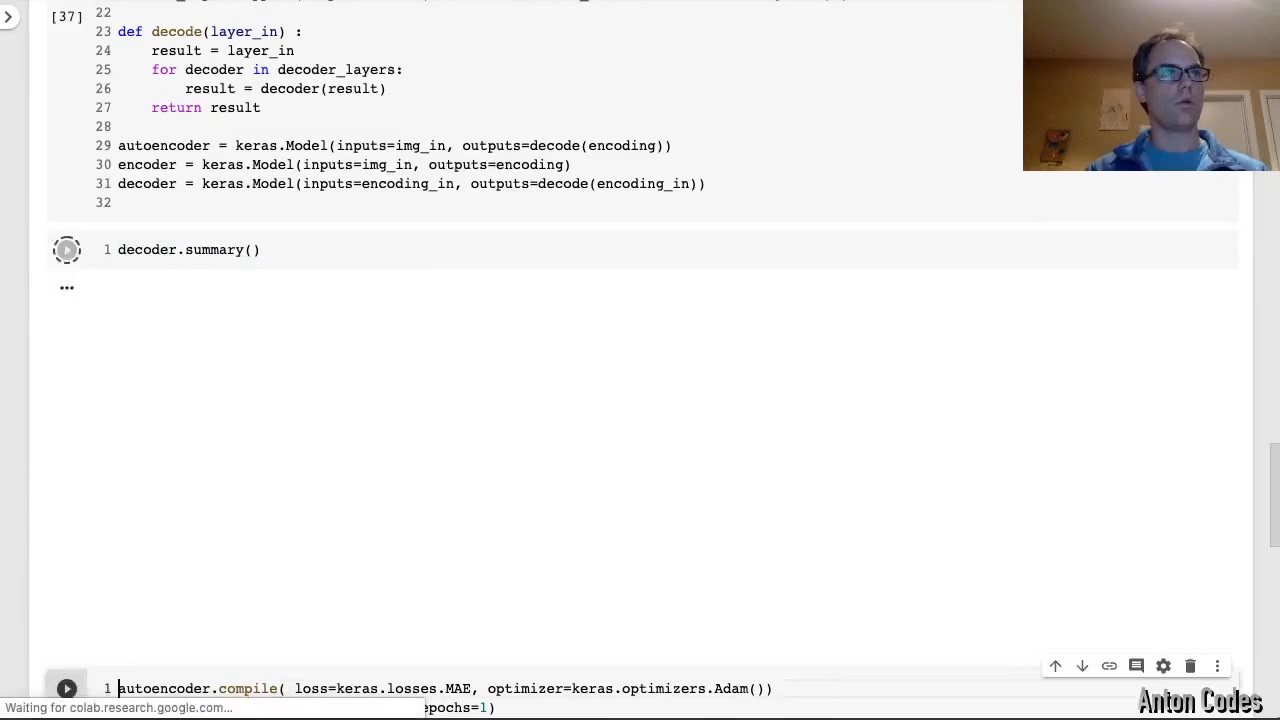 [37]
22
23 def decode(layer_in) :
24 result = layer_in
25 for decoder in decoder_layers:
26 result = decoder(result)
27 return result
28
29 autoencoder = keras.Model(inputs=img_in, outputs=decode(encoding))
30 encoder = keras.Model(inputs=img_in, outputs=encoding)
31 decoder = keras.Model(inputs=encoding_in, outputs=decode(encoding_in))
32
1 decoder.summary()
1 autoencoder.compile( loss=keras.losses.MAE, optimizer=keras.optimizers.Adam())
epochs=1)
Waiting for colab.research.google.com...
Anton Codes